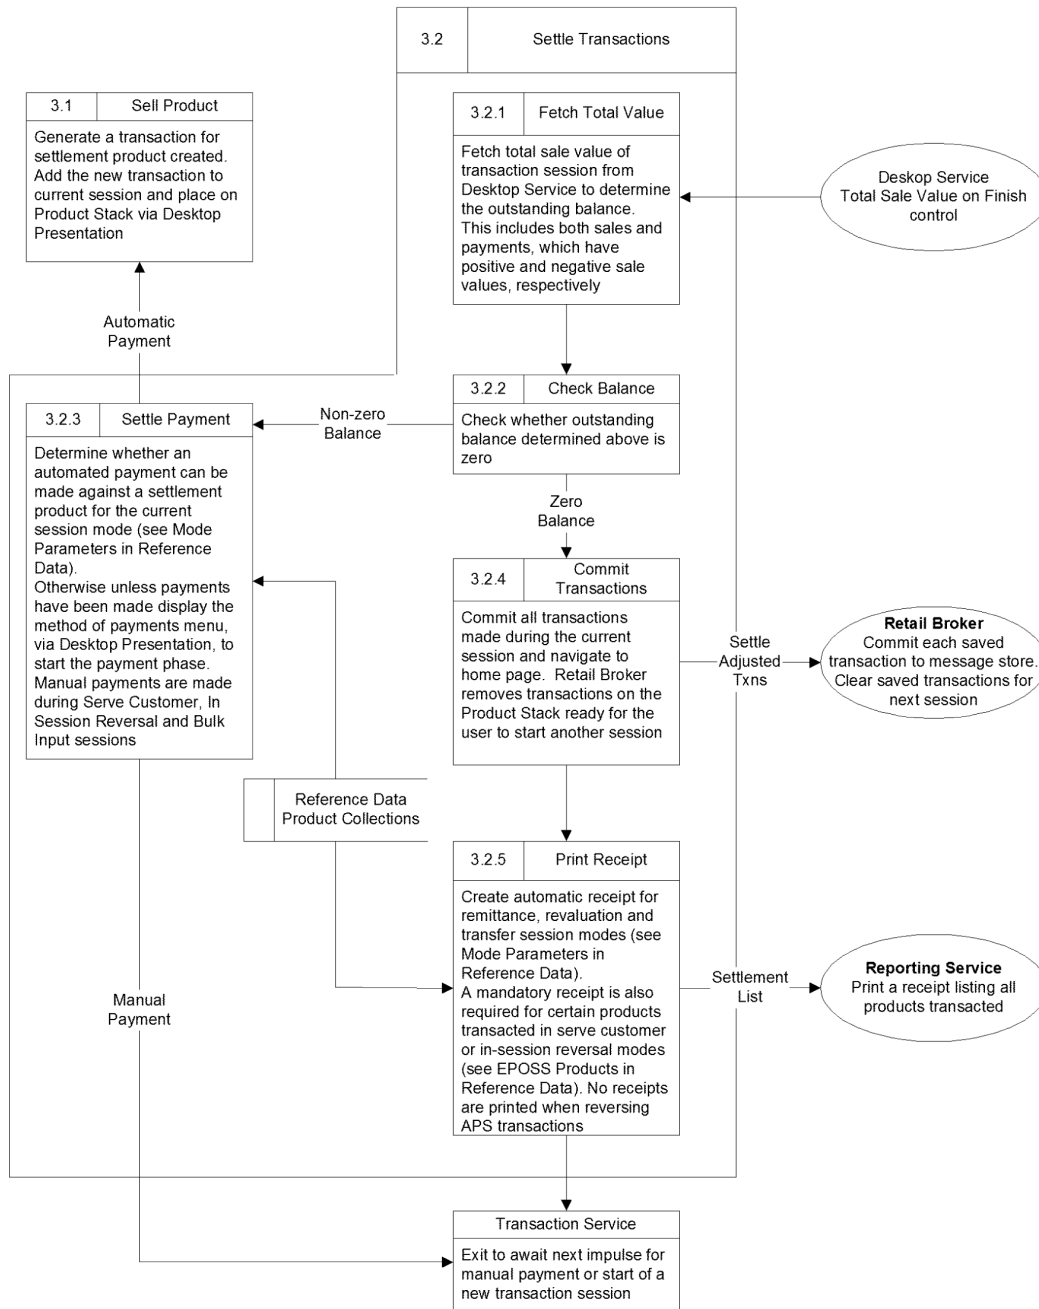 3.2 Settle Transactions
3.1 Sell Product
Generate a transaction for
settlement product created.
Add the new transaction to
current session and place on
Product Stack via Desktop
Presentation
3.2.1 Fetch Total Value
Fetch total sale value of
transaction session from
Desktop Service to determine
the outstanding balance.
This includes both sales and
payments, which have
positive and negative sale
values, respectively
Deskop Service
Total Sale Value on Finish
control
Automatic
Payment
3.2.2 Check Balance
Check whether outstanding
balance determined above is
zero
Non-zero
Balance
3.2.3 Settle Payment
Determine whether an
automated payment can be
made against a settlement
product for the current
session mode (see Mode
Parameters in Reference
Data).
Otherwise unless payments
have been made display the
method of payments menu,
via Desktop Presentation, to
start the payment phase.
Manual payments are made
during Serve Customer, In
Session Reversal and Bulk
Input sessions
Zero
Balance
3.2.4 Commit
Transactions
Commit all transactions
made during the current
session and navigate to
home page.  Retail Broker
removes transactions on the
Product Stack ready for the
user to start another session
Settle
Adjusted
Txns
Retail Broker
Commit each saved
transaction to message store.
Clear saved transactions for
next session
Reference Data
Product Collections
3.2.5 Print Receipt
Create automatic receipt for
remittance, revaluation and
transfer session modes (see
Mode Parameters in
Reference Data).
A mandatory receipt is also
required for certain products
transacted in serve customer
or in-session reversal modes
(see EPOSS Products in
Reference Data). No receipts
are printed when reversing
APS transactions
Settlement
List
Reporting Service
Print a receipt listing all
products transacted
Manual
Payment
Transaction Service
Exit to await next impulse for
manual payment or start of a
new transaction session